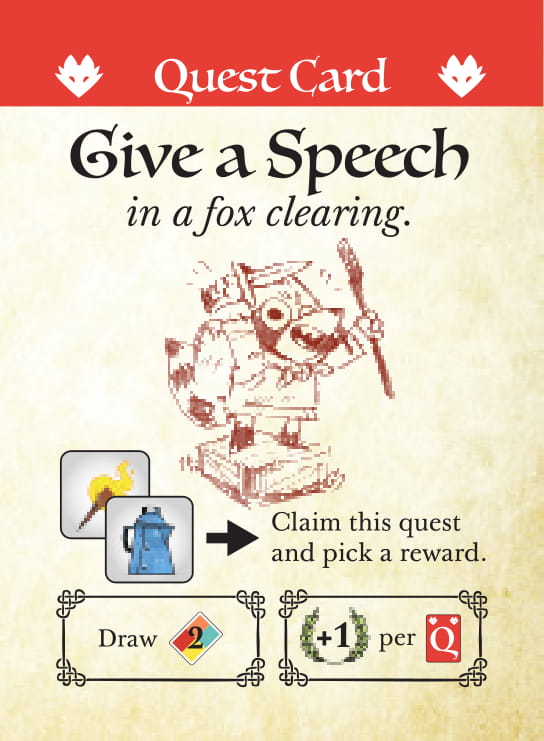 Quest Card
Give a Speech
in a fox clearing.
Claim this quest
and pick a reward.
Draw 2
+1 per Q